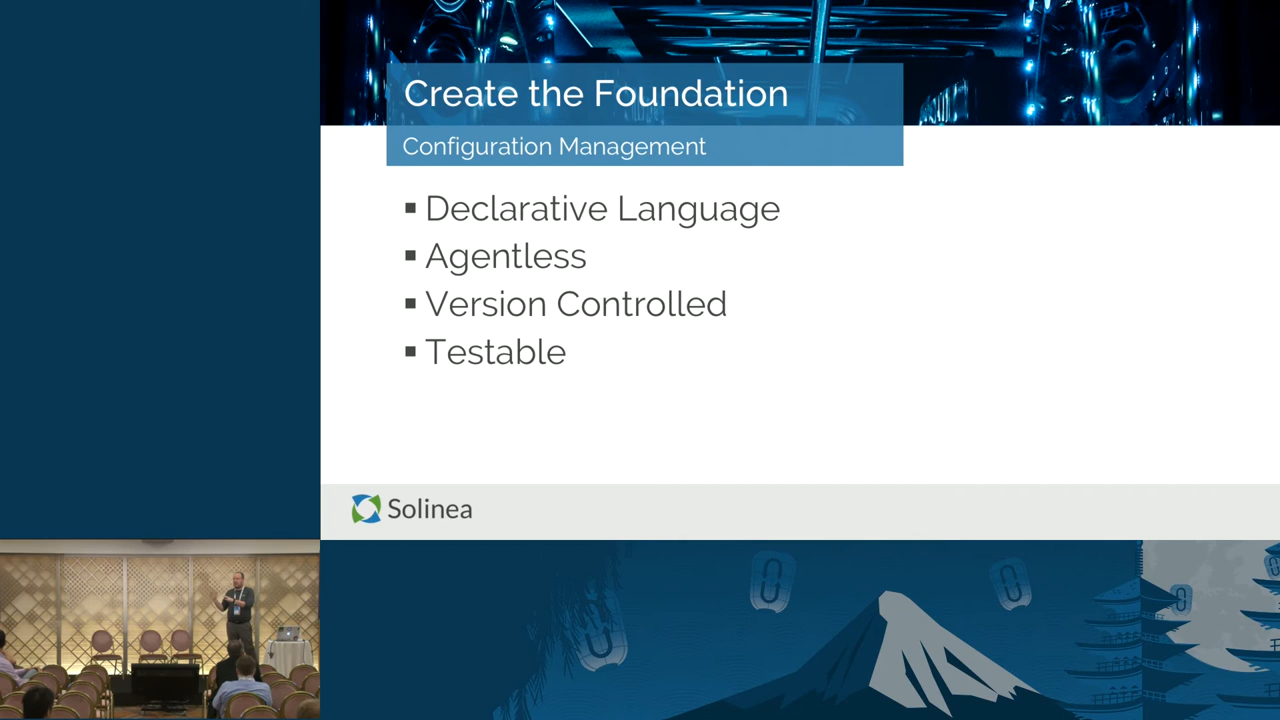 Create the Foundation
Configuration Management
▪ Declarative Language
▪ Agentless
▪ Version Controlled
▪ Testable
Solinea